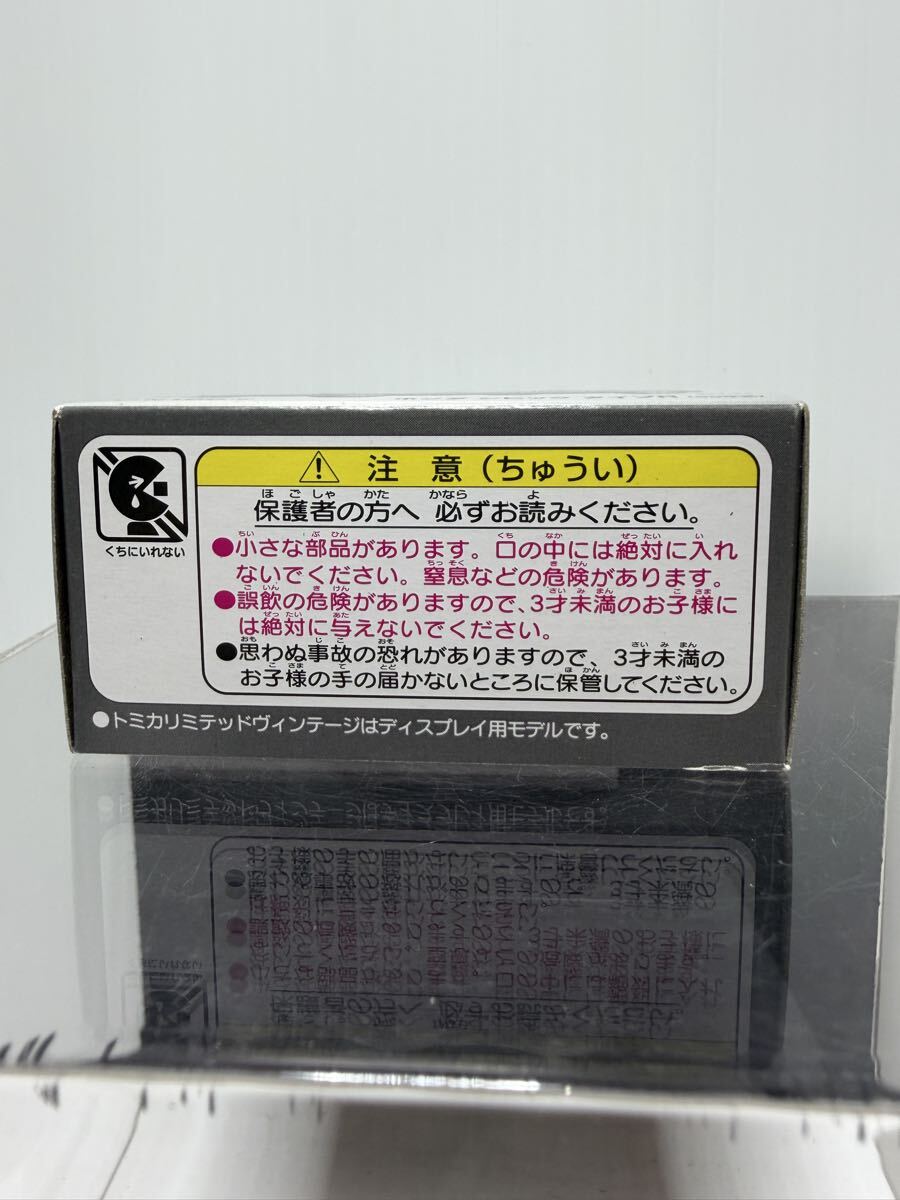 くちにいれない
注 意 (ちゅうい)
保護者の方へ 必ずお読みください。
●小さな部品があります。口の中には絶対に入れ
ないでください。窒息などの危険があります。
●誤飲の危険がありますので、3才未満のお子様に
は絶対に与えないでください。
●思わぬ事故の恐れがありますので、3才未満の
お子様の手の届かないところに保管してください。
●トミカリミテッドヴィンテージはディスプレイ用モデルです。